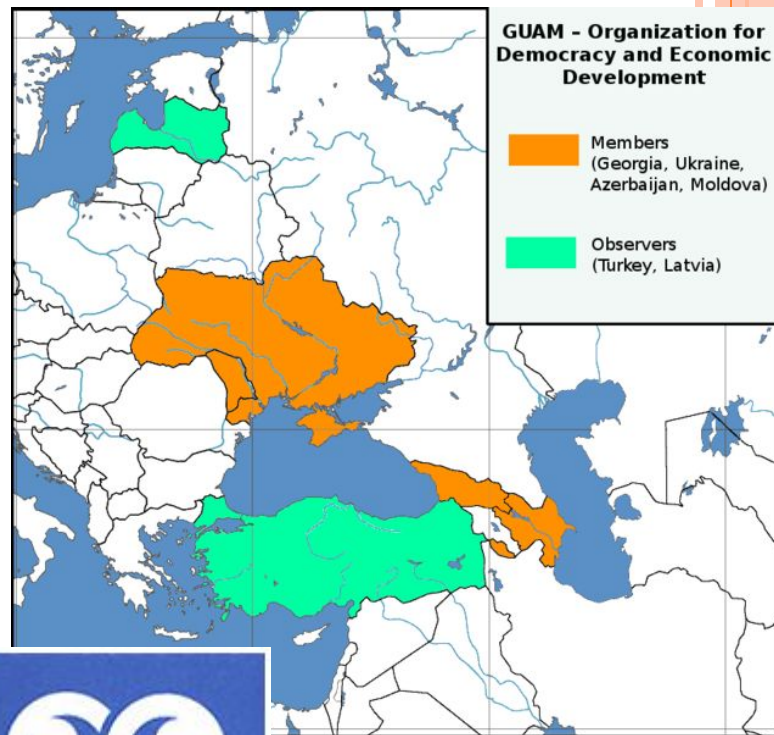 GUAM – Organization for
Democracy and Economic
Development
Members
(Georgia, Ukraine,
Azerbaijan, Moldova)
Observers
(Turkey, Latvia)